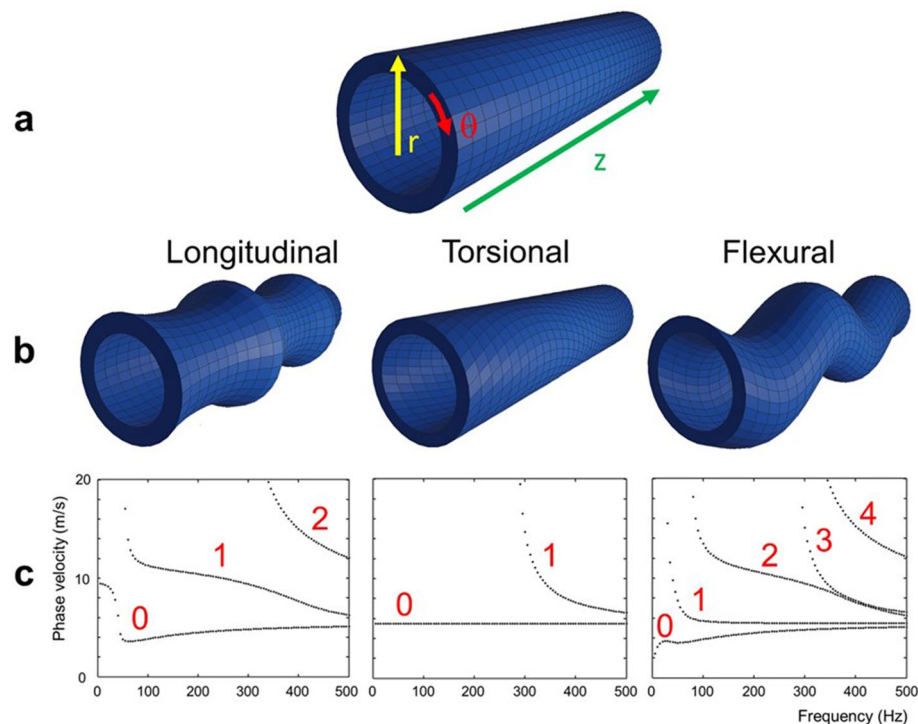 a
r
θ
z
Longitudinal Torsional Flexural
b
c
Phase velocity (m/s)
20
10
0
0 1 2
0 100 200 300 400 500
0 1
0 100 200 300 400 500
0 1 2 3 4
0 100 200 300 400 500
Frequency (Hz)